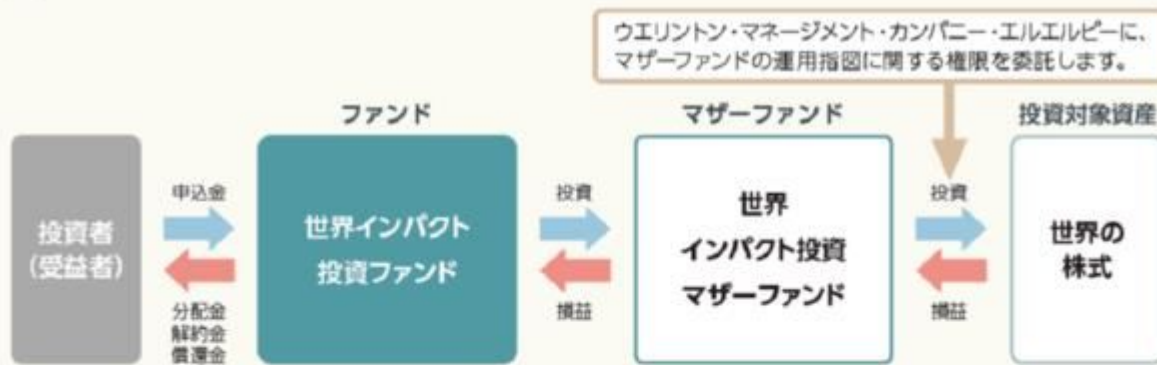 ウエリントン・マネージメント・カンパニー・エルエルピーに、
マザーファンドの運用指図に関する権限を委託します。
ファンド
マザーファンド
投資対象資産
投資者
(受益者)
申込金
分配金
解約金
償還金
世界インパクト
投資ファンド
投資
損益
世界
インパクト投資
マザーファンド
投資
損益
世界の
株式